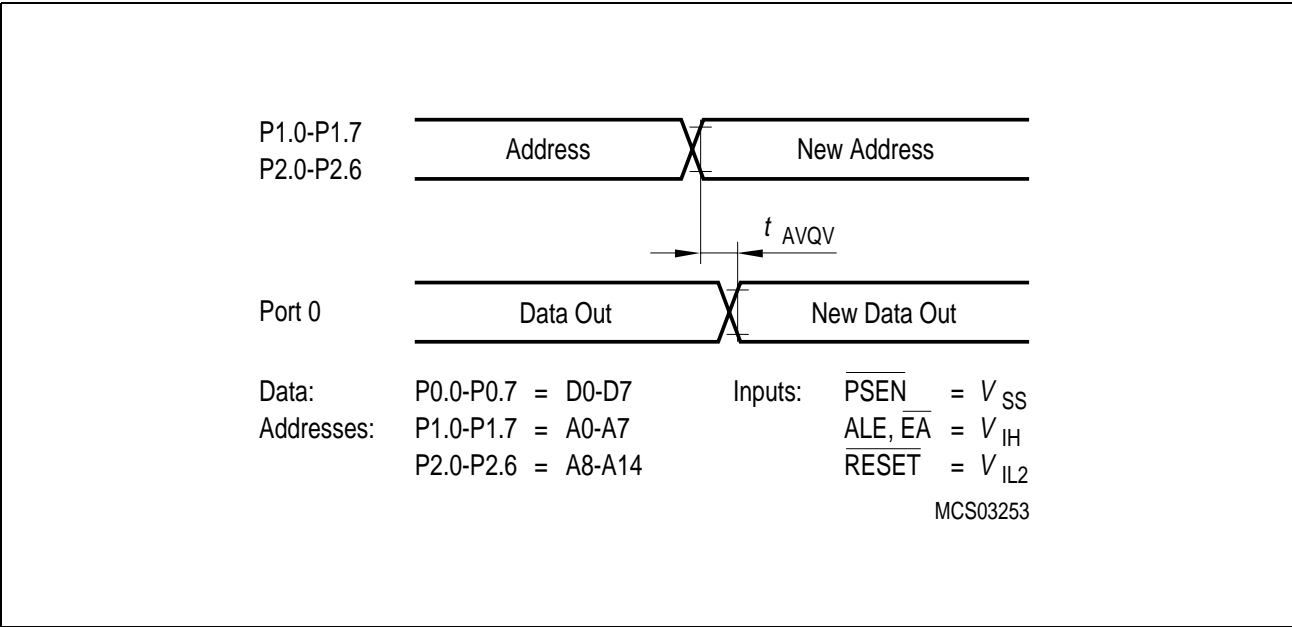 P1.0-P1.7
P2.0-P2.6
Address
New Address
t AVQV
Port 0
Data Out
New Data Out
Data: P0.0-P0.7 = D0-D7 Inputs: PSEN = V SS
Addresses: P1.0-P1.7 = A0-A7 ALE, EA = V IH
P2.0-P2.6 = A8-A14 RESET = V IL2
MCS03253